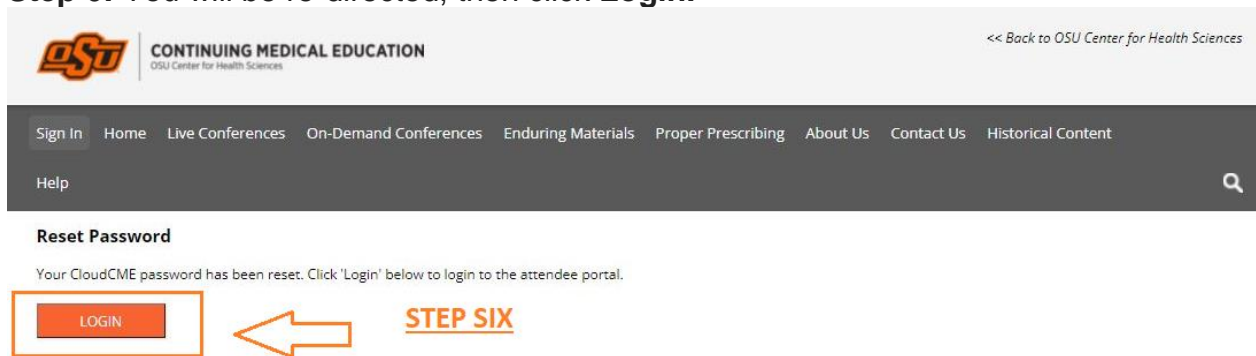 Step 6: You will be re-directed, then click Login.
OSU
CONTINUING MEDICAL EDUCATION
OSU Center for Health Sciences
<< Back to OSU Center for Health Sciences
Sign In Home Live Conferences On-Demand Conferences Enduring Materials Proper Prescribing About Us Contact Us Historical Content
Help
Reset Password
Your CloudCME password has been reset. Click 'Login' below to login to the attendee portal.
LOGIN
STEP SIX